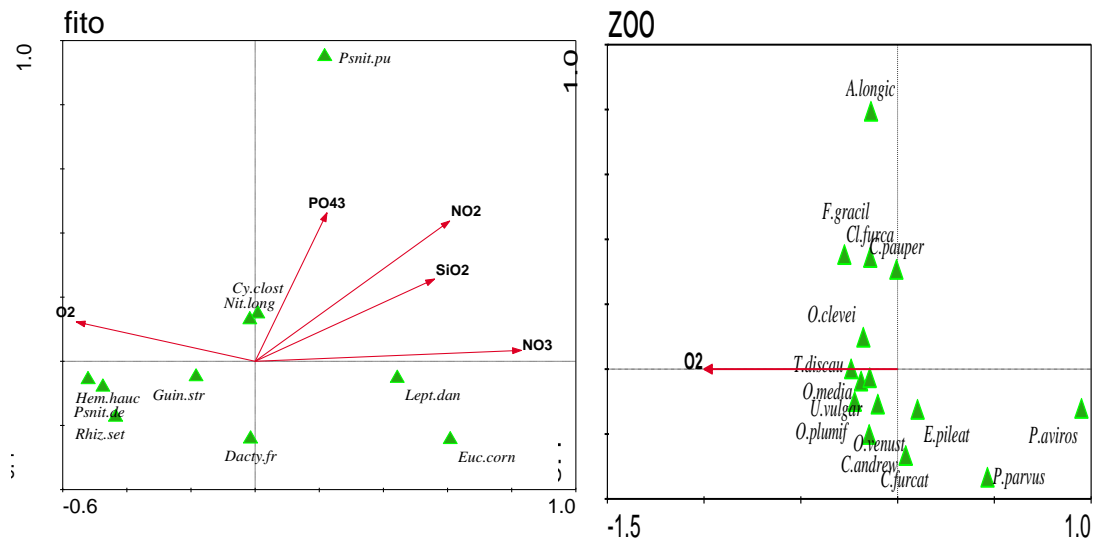 fito
1.0
Psnit.pu
PO43
NO2
SiO2
Cy.clost
Nit.long
O2
NO3
Hem.hauc
Guin.str
Lept.dan
Psnit.de
Rhiz.set
Dacty.fr
Euc.corn
-0.6
1.0
ZOO
1.0
A.longic
F.gracil
Cl.furca
C.pauper
O.clevei
O2
T.discau
O.media
U.vulgar
O.plumif
O.venust
E.pileat
P.aviros
C.andrew
C.furcat
P.parvus
-1.5
1.0